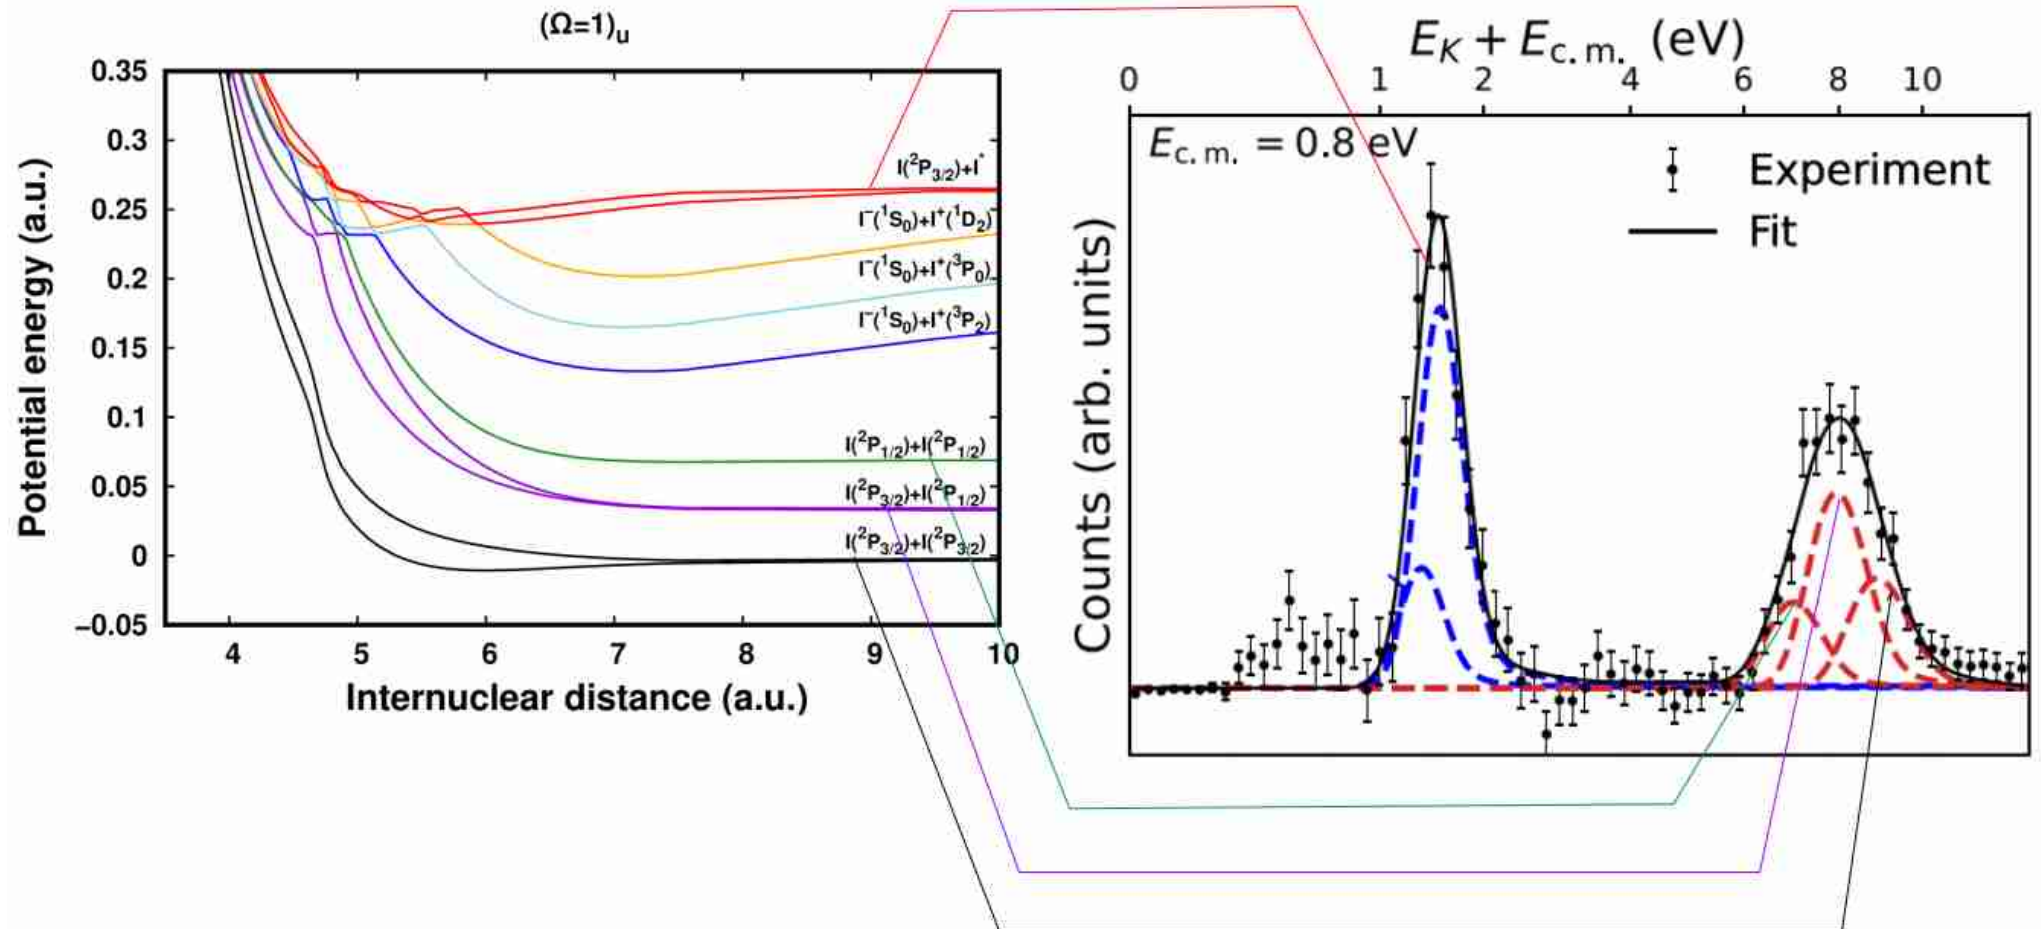 (Ω=1)u
Potential energy (a.u.)
0.35
0.3
0.25
0.2
0.15
0.1
0.05
0
−0.05
4 5 6 7 8 9 10
Internuclear distance (a.u.)
I(²P3/2)+I*
I⁻(¹S0)+I⁺(¹D2)
I⁻(¹S0)+I⁺(³P0)
I⁻(¹S0)+I⁺(³P2)
I(²P1/2)+I(²P1/2)
I(²P3/2)+I(²P1/2)
I(²P3/2)+I(²P3/2)
EK + Ec.m. (eV)
0 1 2 4 6 8 10
Ec.m. = 0.8 eV
Experiment
Fit
Counts (arb. units)